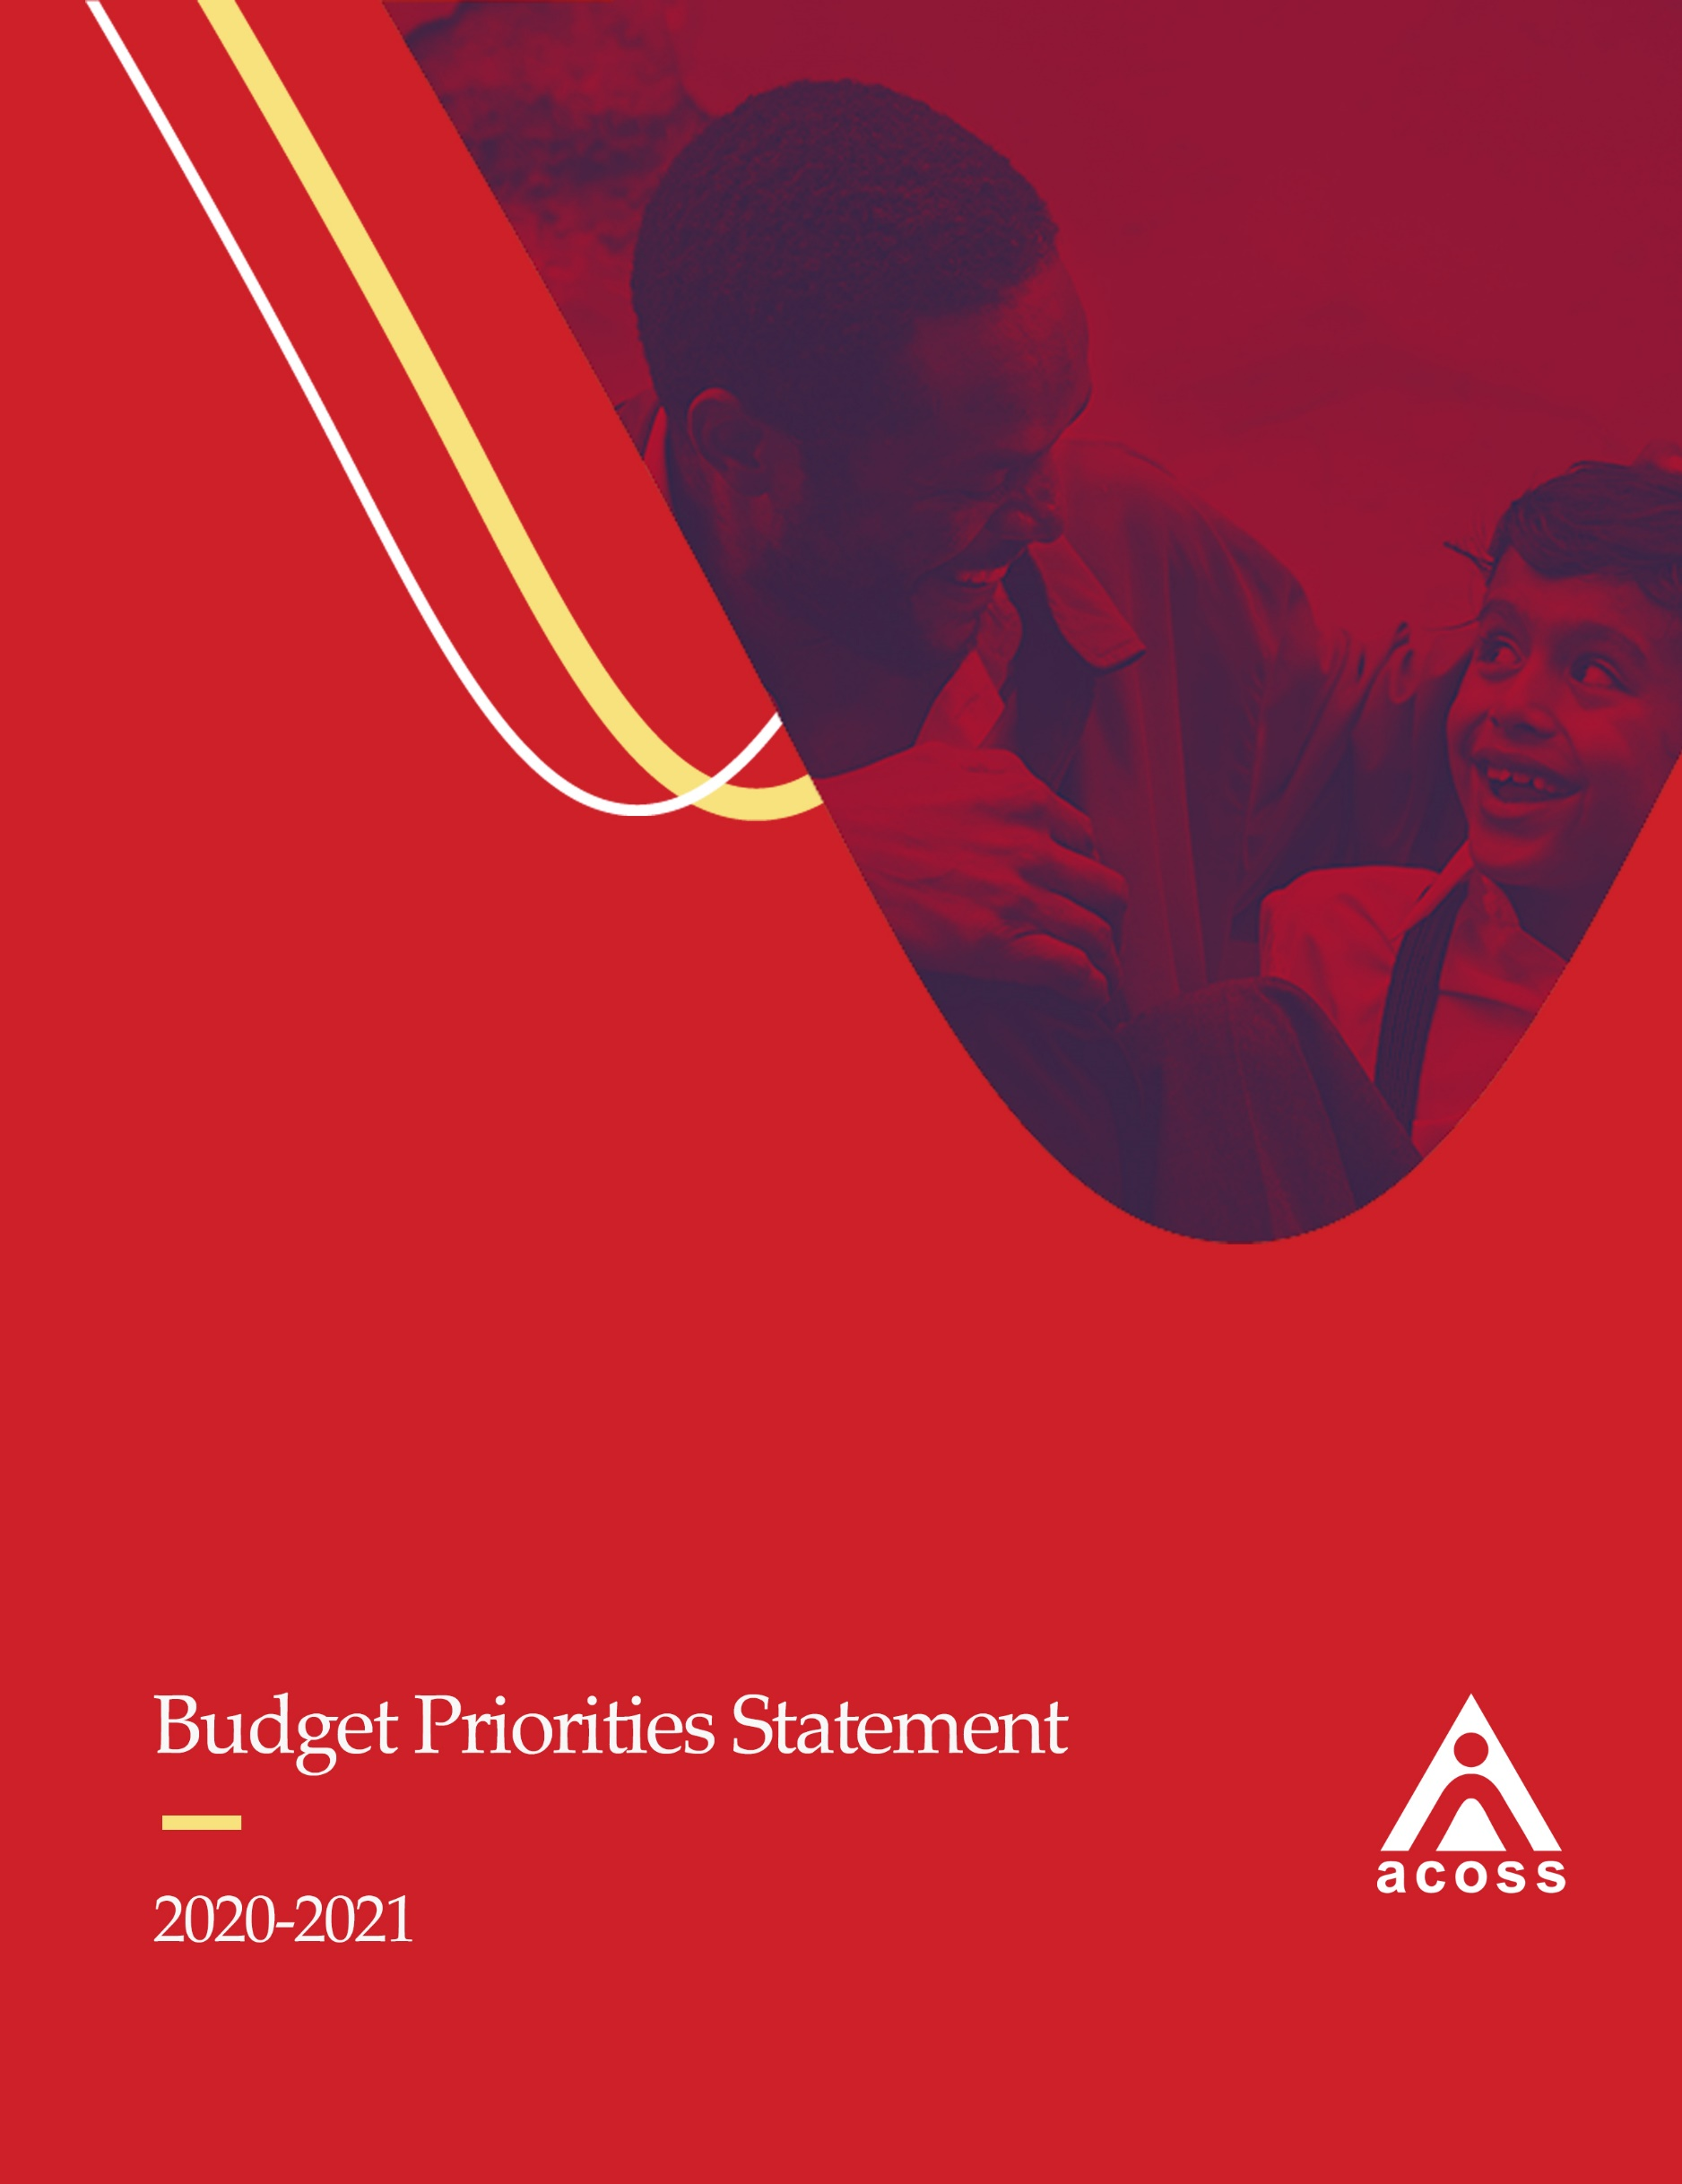 Budget Priorities Statement
2020-2021
acoss